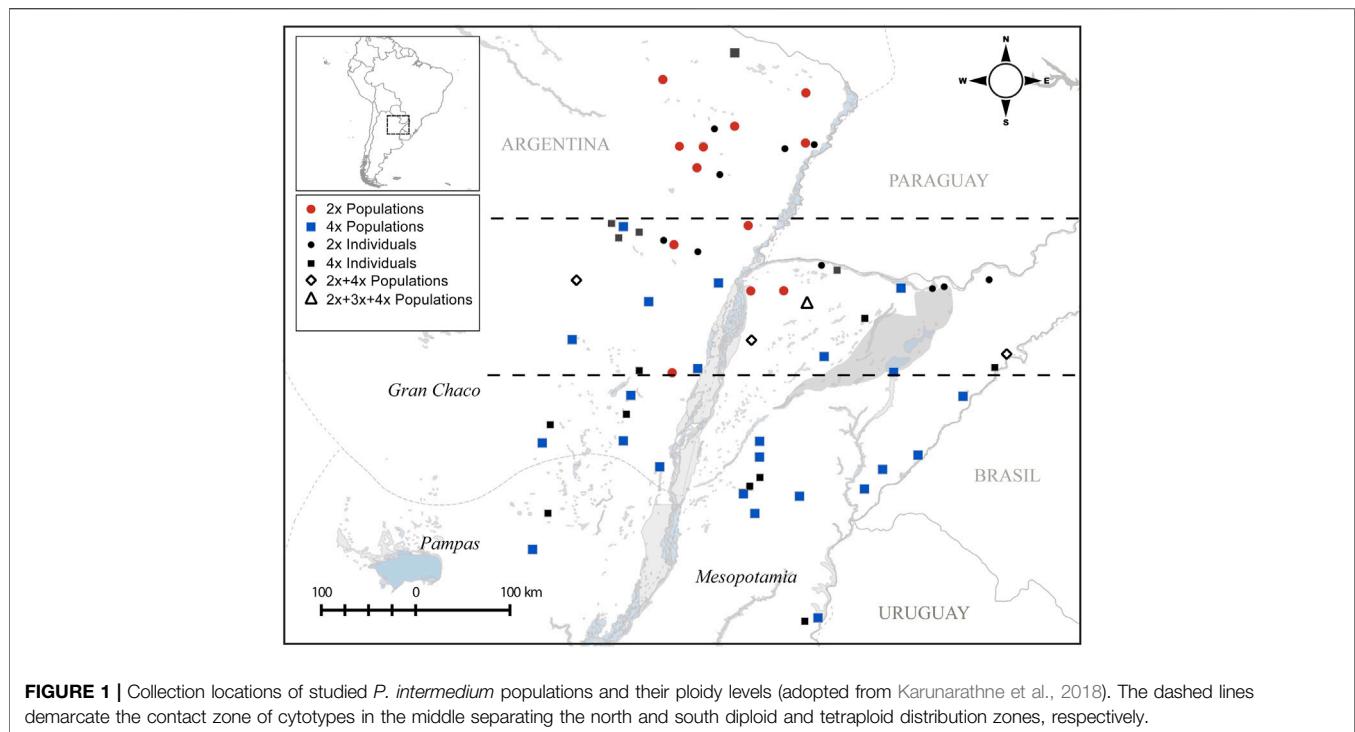 N
W
E
S
ARGENTINA
PARAGUAY
2x Populations
4x Populations
2x Individuals
4x Individuals
2x+4x Populations
2x+3x+4x Populations
Gran Chaco
BRASIL
Pampas
Mesopotamia
100
0
100 km
URUGUAY
FIGURE 1 | Collection locations of studied P. intermedium populations and their ploidy levels (adopted from Karunarathne et al., 2018). The dashed lines
demarcate the contact zone of cytotypes in the middle separating the north and south diploid and tetraploid distribution zones, respectively.